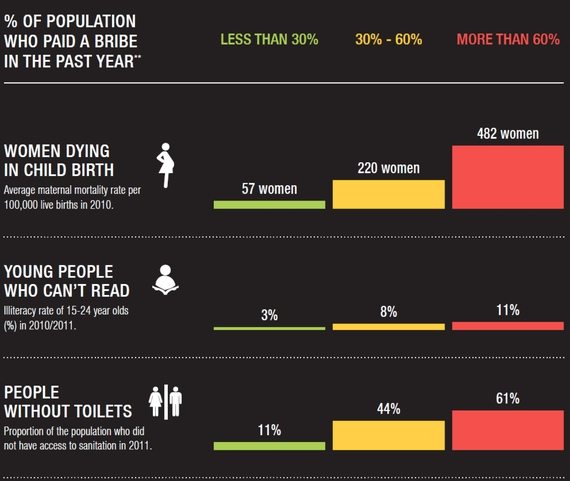 % OF POPULATION
WHO PAID A BRIBE
IN THE PAST YEAR**
LESS THAN 30%
30% - 60%
MORE THAN 60%
WOMEN DYING
IN CHILD BIRTH
Average maternal mortality rate per
100,000 live births in 2010.
57 women
220 women
482 women
YOUNG PEOPLE
WHO CAN'T READ
Illiteracy rate of 15-24 year olds
(%) in 2010/2011.
3%
8%
11%
PEOPLE
WITHOUT TOILETS
Proportion of the population who did
not have access to sanitation in 2011.
11%
44%
61%